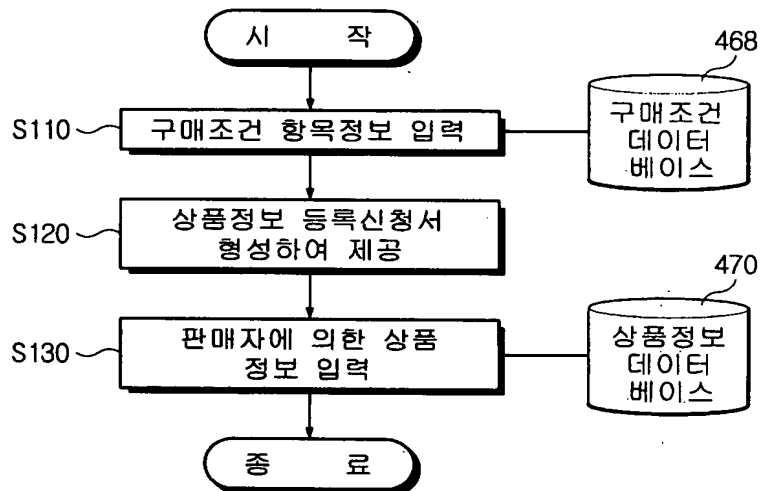 시 작
468
S110
구매조건 항목정보 입력
구매조건
데이터
베이스
S120
상품정보 등록신청서
형성하여 제공
470
S130
판매자에 의한 상품
정보 입력
상품정보
데이터
베이스
종 료